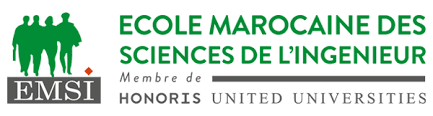 ECOLE MAROCAINE DES
SCIENCES DE L'INGENIEUR
Membre de
HONORIS UNITED UNIVERSITIES
EMSI